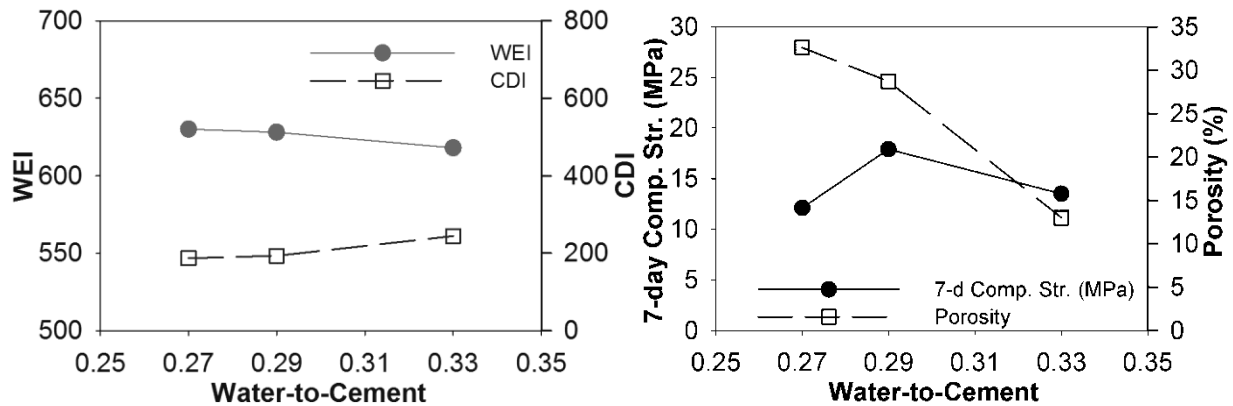 700
650
600
550
500
WEI
WEI
CDI
800
600
400
200
0
CDI
0.25 0.27 0.29 0.31 0.33 0.35
Water-to-Cement
30
25
20
15
10
5
0
7-day Comp. Str. (MPa)
7-d Comp. Str. (MPa)
Porosity
35
30
25
20
15
10
5
0
Porosity (%)
0.25 0.27 0.29 0.31 0.33 0.35
Water-to-Cement